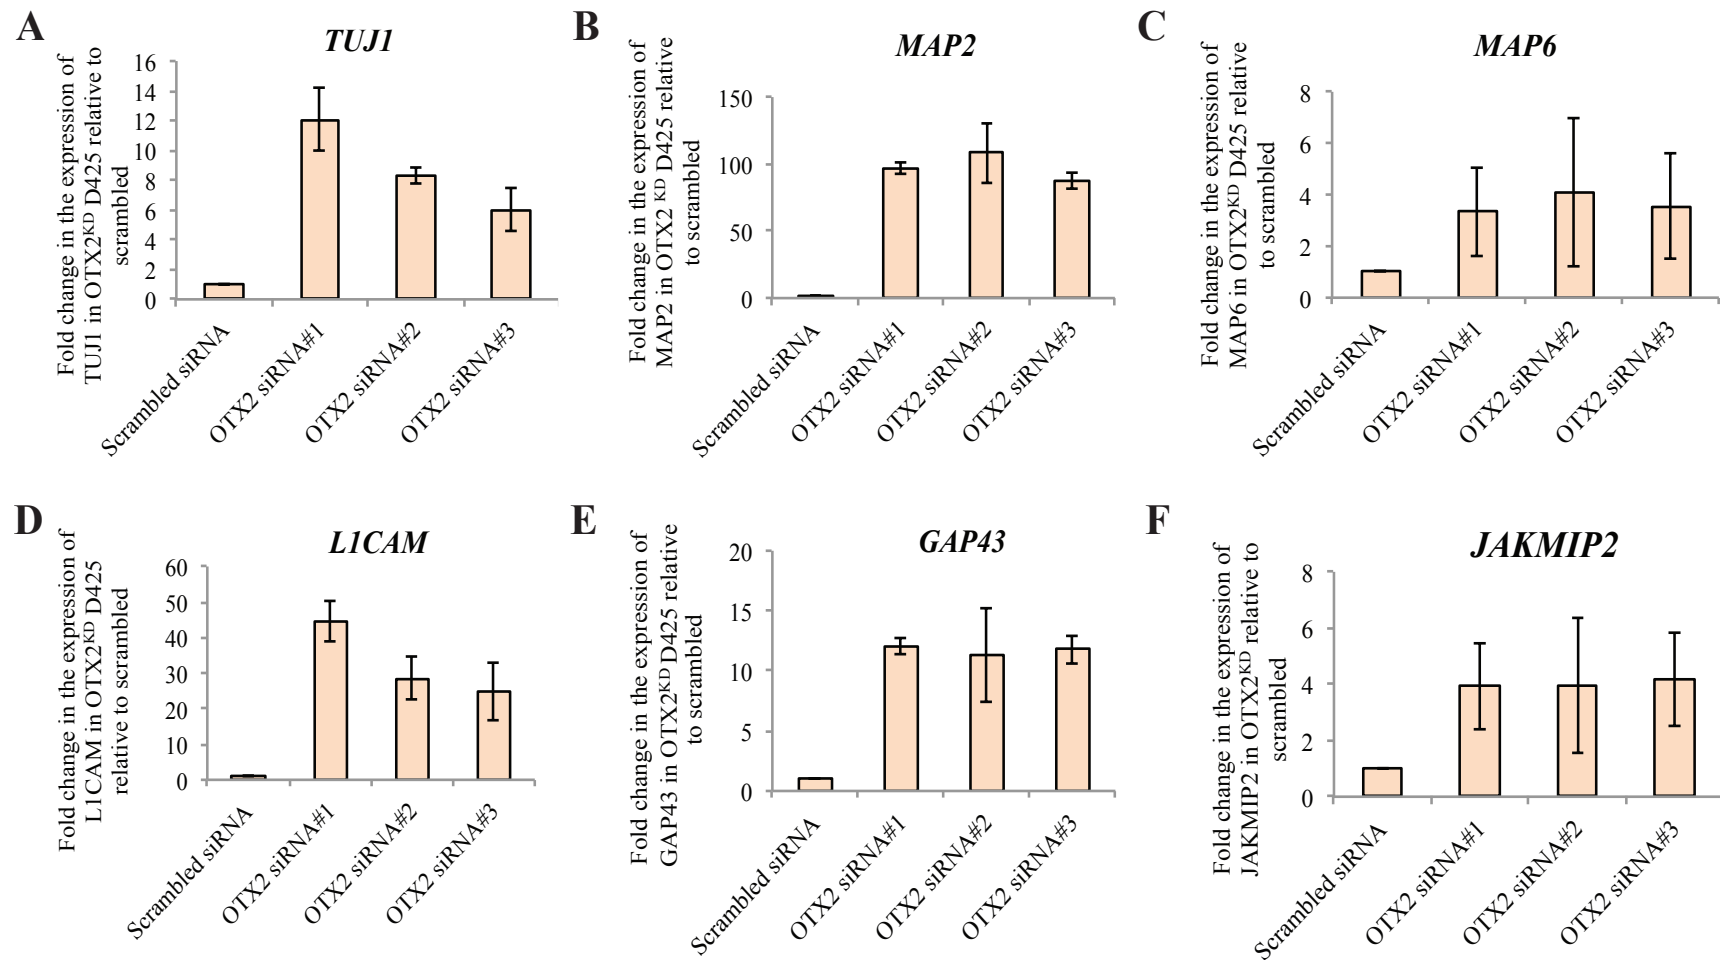 A
TUJ1
Fold change in the expression of
TUJ1 in OTX2KD D425 relative to
scrambled
16
14
12
10
8
6
4
2
0
Scrambled siRNA
OTX2 siRNA#1
OTX2 siRNA#2
OTX2 siRNA#3
B
MAP2
Fold change in the expression of
MAP2 in OTX2 KD D425 relative
to scrambled
150
100
50
0
Scrambled siRNA
OTX2 siRNA#1
OTX2 siRNA#2
OTX2 siRNA#3
C
MAP6
Fold change in the expression of
MAP6 in OTX2KD D425 relative
to scrambled
8
6
4
2
0
Scrambled siRNA
OTX2 siRNA#1
OTX2 siRNA#2
OTX2 siRNA#3
D
L1CAM
Fold change in the expression of
L1CAM in OTX2KD D425
relative to scrambled
60
50
40
30
20
10
0
Scrambled siRNA
OTX2 siRNA#1
OTX2 siRNA#2
OTX2 siRNA#3
E
GAP43
Fold change in the expression of
GAP43 in OTX2KD D425 relative
to scrambled
20
15
10
5
0
Scrambled siRNA
OTX2 siRNA#1
OTX2 siRNA#2
OTX2 siRNA#3
F
JAKMIP2
Fold change in the expression of
JAKMIP2 in OTX2KD relative to
scrambled
8
6
4
2
0
Scrambled siRNA
OTX2 siRNA#1
OTX2 siRNA#2
OTX2 siRNA#3